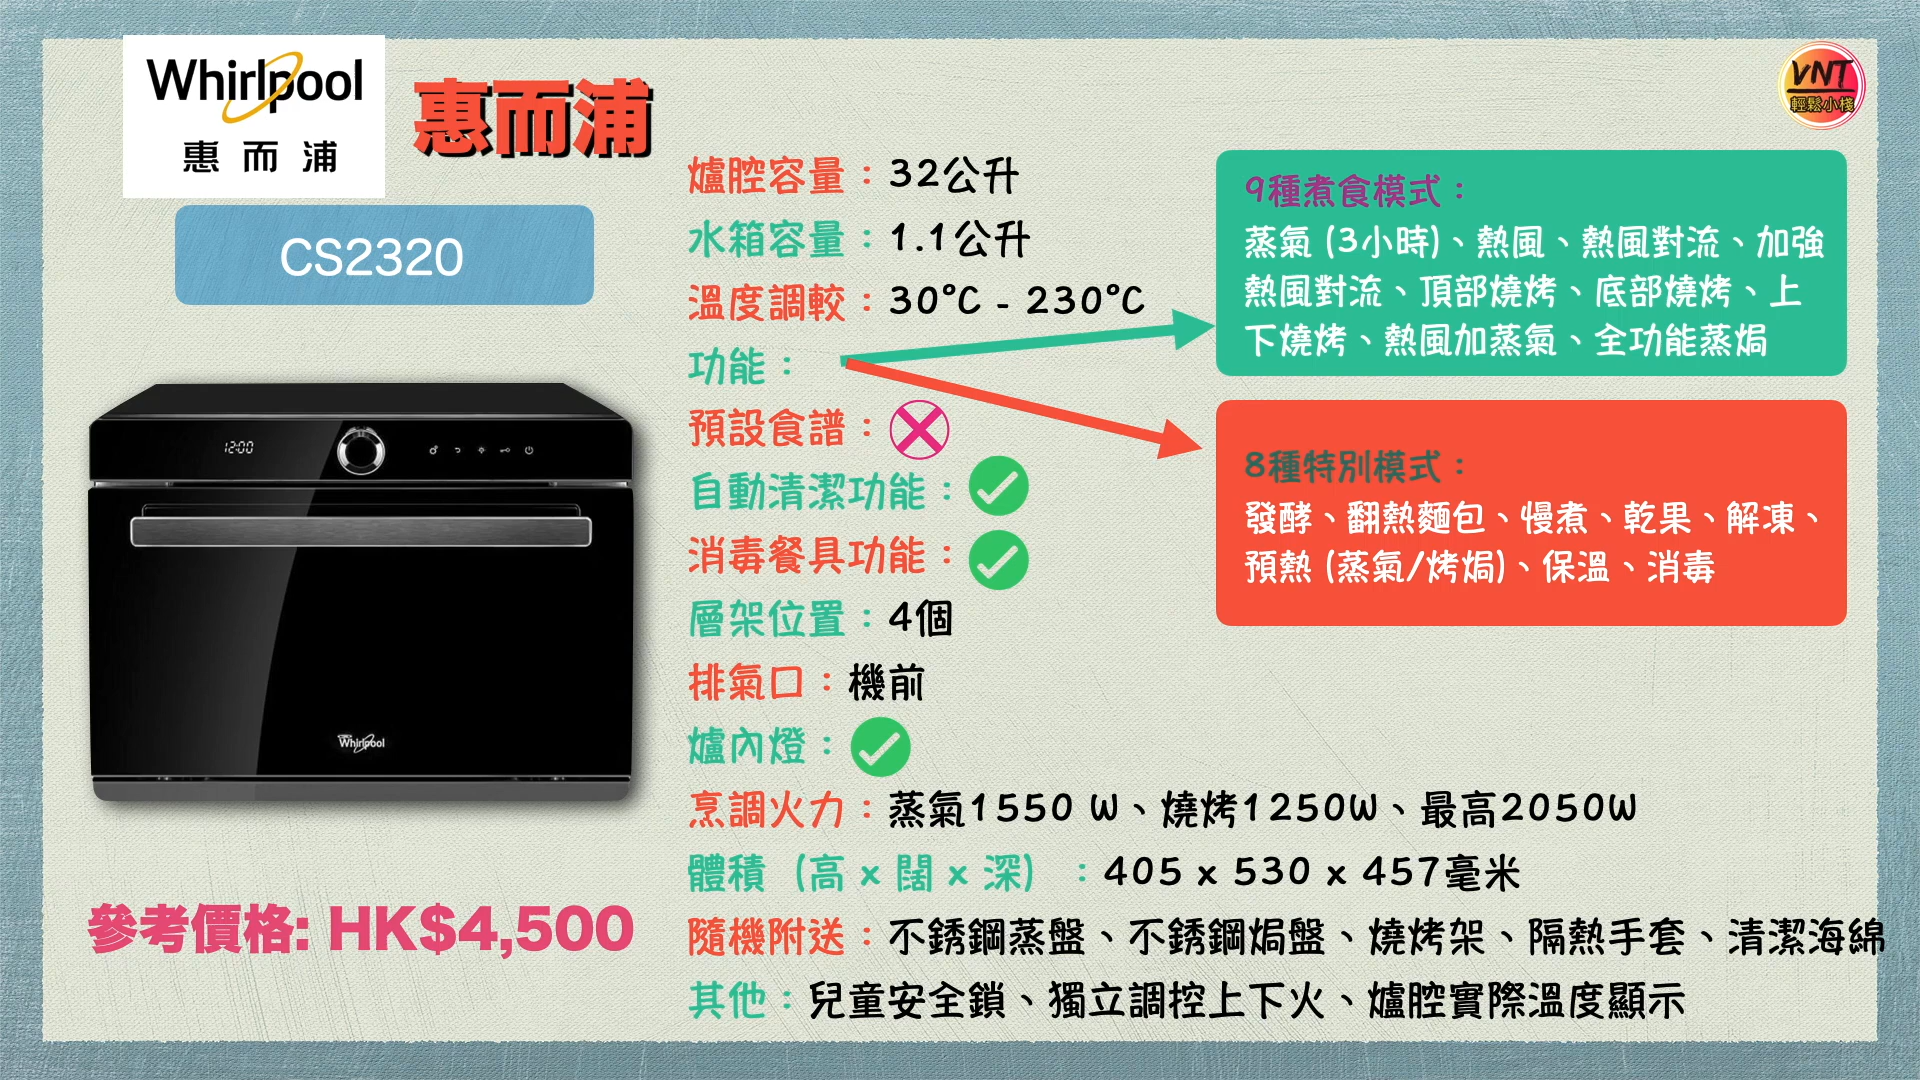 Whirlpool
惠而浦
惠而浦
VNT
輕鬆小棧
CS2320
12:00
Whirlpool
參考價格: HK$4,500
爐腔容量：32公升
水箱容量：1.1公升
溫度調較：30°C - 230°C
功能：
預設食譜：
自動清潔功能：
消毒餐具功能：
層架位置：4個
排氣口：機前
爐內燈：
烹調火力：蒸氣1550 W、燒烤1250W、最高2050W
體積（高 x 闊 x 深）：405 x 530 x 457毫米
隨機附送：不銹鋼蒸盤、不銹鋼焗盤、燒烤架、隔熱手套、清潔海綿
其他：兒童安全鎖、獨立調控上下火、爐腔實際溫度顯示
9種煮食模式：
蒸氣 (3小時)、熱風、熱風對流、加強
熱風對流、頂部燒烤、底部燒烤、上
下燒烤、熱風加蒸氣、全功能蒸焗
8種特別模式：
發酵、翻熱麵包、慢煮、乾果、解凍、
預熱 (蒸氣/烤焗)、保溫、消毒